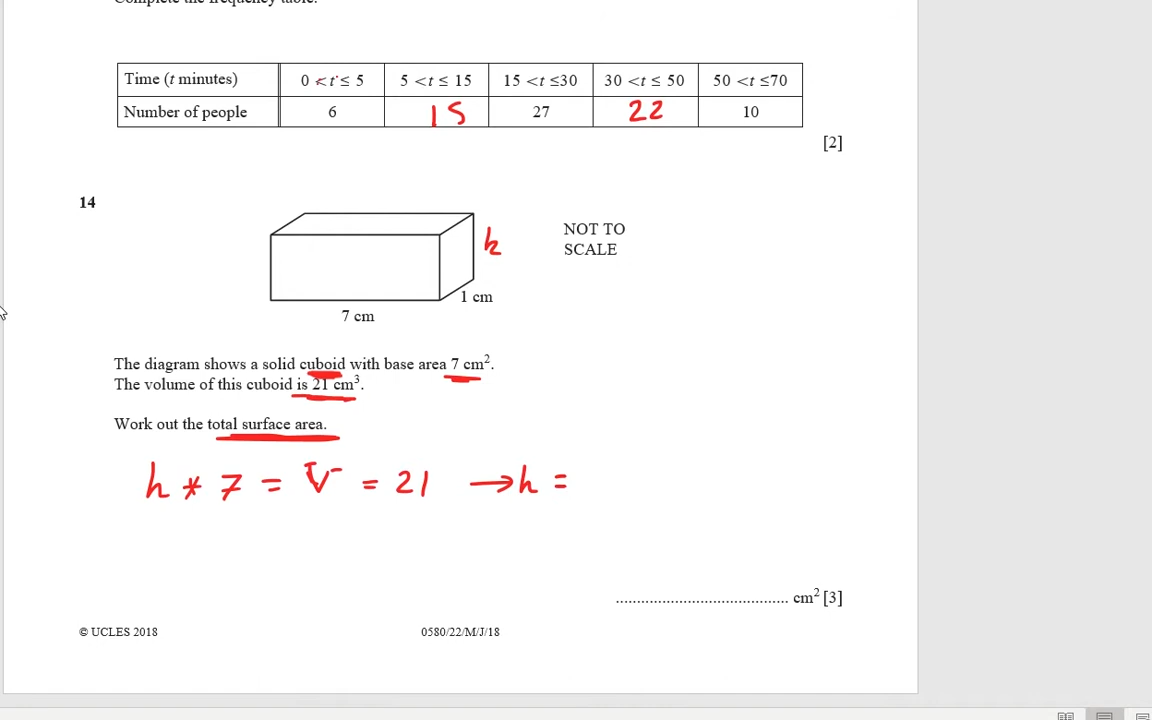 Complete the frequency table.
Time (t minutes) 0 < t ≤ 5 5 < t ≤ 15 15 < t ≤30 30 < t ≤ 50 50 < t ≤70
Number of people 6 15 27 22 10
[2]
14
NOT TO
SCALE
h
1 cm
7 cm
The diagram shows a solid cuboid with base area 7 cm².
The volume of this cuboid is 21 cm³.
Work out the total surface area.
h * 7 = V = 21 → h =
.......................................... cm² [3]
© UCLES 2018 0580/22/M/J/18